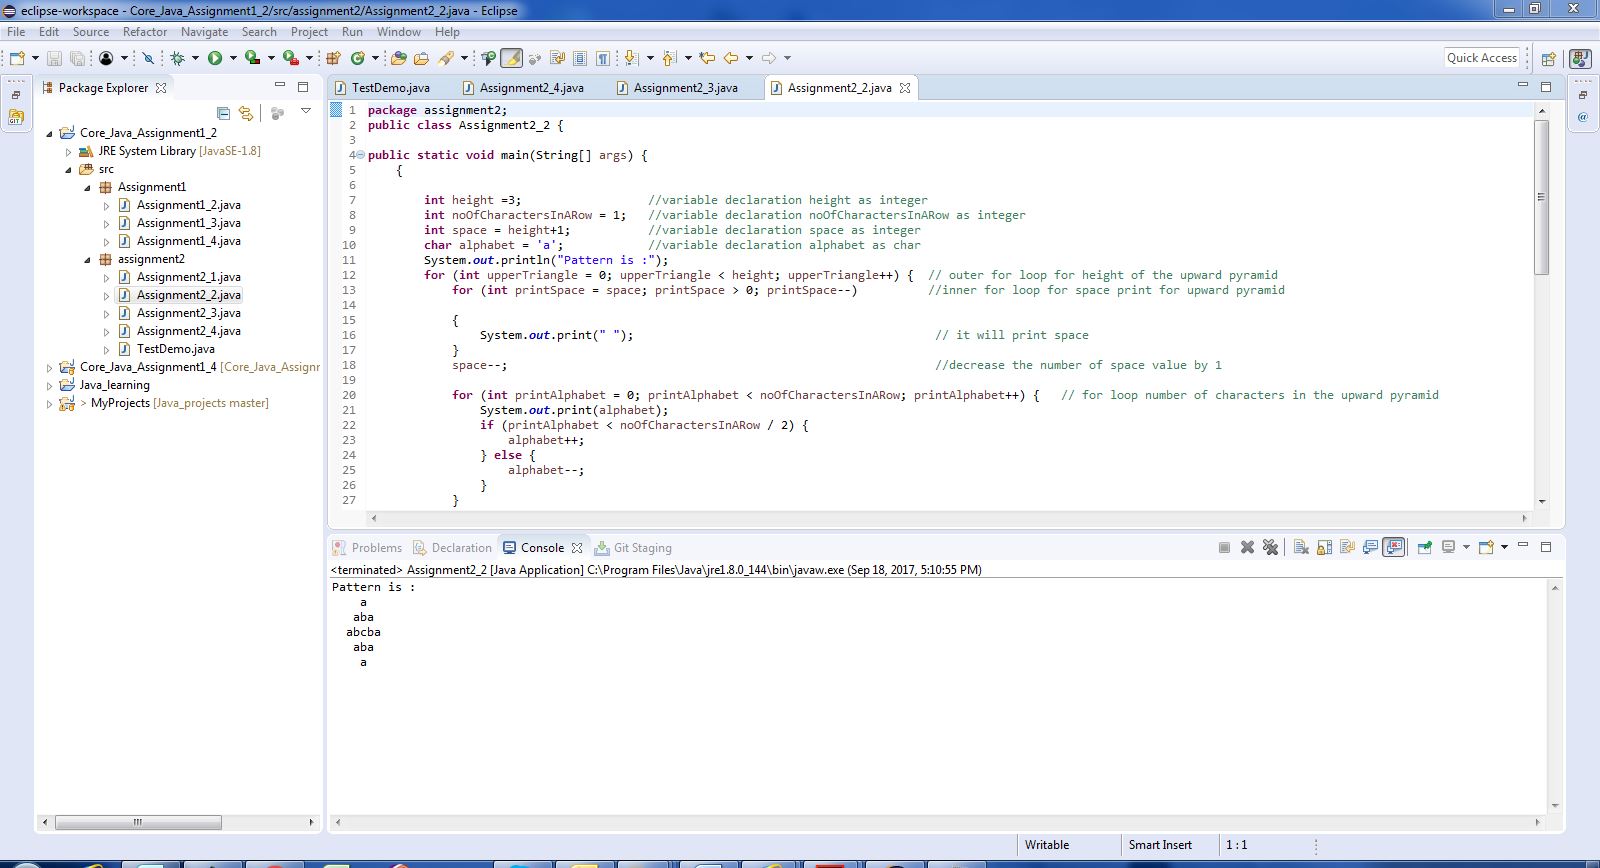 eclipse-workspace - Core_Java_Assignment1_2/src/assignment2/Assignment2_2.java - Eclipse
File Edit Source Refactor Navigate Search Project Run Window Help
Quick Access
Package Explorer
Core_Java_Assignment1_2
JRE System Library [JavaSE-1.8]
src
Assignment1
Assignment1_2.java
Assignment1_3.java
Assignment1_4.java
assignment2
Assignment2_1.java
Assignment2_2.java
Assignment2_3.java
Assignment2_4.java
TestDemo.java
Core_Java_Assignment1_4 [Core_Java_Assignr
Java_learning
> MyProjects [Java_projects master]
TestDemo.java Assignment2_4.java Assignment2_3.java Assignment2_2.java
1 package assignment2;
2 public class Assignment2_2 {
3
4 public static void main(String[] args) {
5 {
6
7 int height =3; //variable declaration height as integer
8 int noOfCharactersInARow = 1; //variable declaration noOfCharactersInARow as integer
9 int space = height+1; //variable declaration space as integer
10 char alphabet = 'a'; //variable declaration alphabet as char
11 System.out.println("Pattern is :");
12 for (int upperTriangle = 0; upperTriangle < height; upperTriangle++) { // outer for loop for height of the upward pyramid
13 for (int printSpace = space; printSpace > 0; printSpace--) //inner for loop for space print for upward pyramid
14
15 {
16 System.out.print(" "); // it will print space
17 }
18 space--; //decrease the number of space value by 1
19
20 for (int printAlphabet = 0; printAlphabet < noOfCharactersInARow; printAlphabet++) { // for loop number of characters in the upward pyramid
21 System.out.print(alphabet);
22 if (printAlphabet < noOfCharactersInARow / 2) {
23 alphabet++;
24 } else {
25 alphabet--;
26 }
27 }
Problems Declaration Console Git Staging
<terminated> Assignment2_2 [Java Application] C:\Program Files\Java\jre1.8.0_144\bin\javaw.exe (Sep 18, 2017, 5:10:55 PM)
Pattern is :
a
aba
abcba
aba
a
Writable Smart Insert 1 : 1